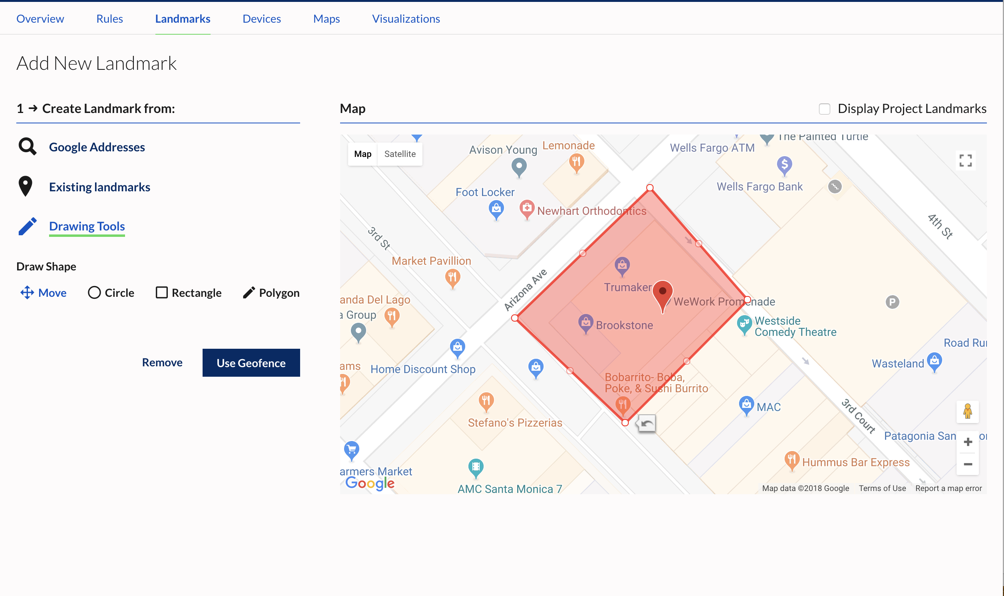 Overview Rules Landmarks Devices Maps Visualizations
Add New Landmark
1 → Create Landmark from:
Google Addresses
Existing landmarks
Drawing Tools
Draw Shape
Move Circle Rectangle Polygon
Remove Use Geofence
Map
Display Project Landmarks
Map Satellite
Avison Young
Lemonade
Wells Fargo ATM
The Painted Turtle
Wells Fargo Bank
Foot Locker
Newhart Orthodontics
4th St
3rd St
Market Pavillion
Arizona Ave
Trumaker
WeWork Promenade
anda Del Lago
a Group
Brookstone
Westside
Comedy Theatre
P
Road Ru
Home Discount Shop
Wasteland
ams
Bobarrito- Boba,
Poke, & Sushi Burrito
MAC
3rd Court
Stefano's Pizzerias
Patagonia San
Hummus Bar Express
armers Market
Google
AMC Santa Monica 7
Map data ©2018 Google Terms of Use Report a map error